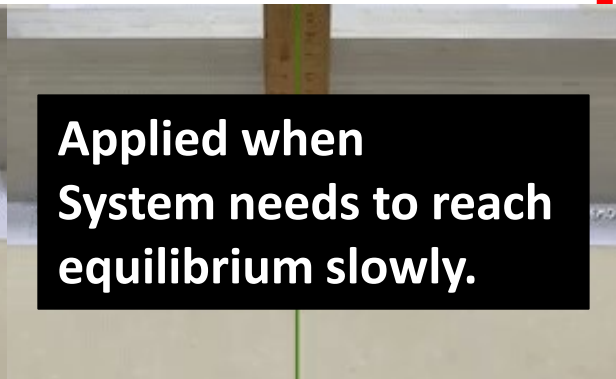 Applied when
System needs to reach
equilibrium slowly.